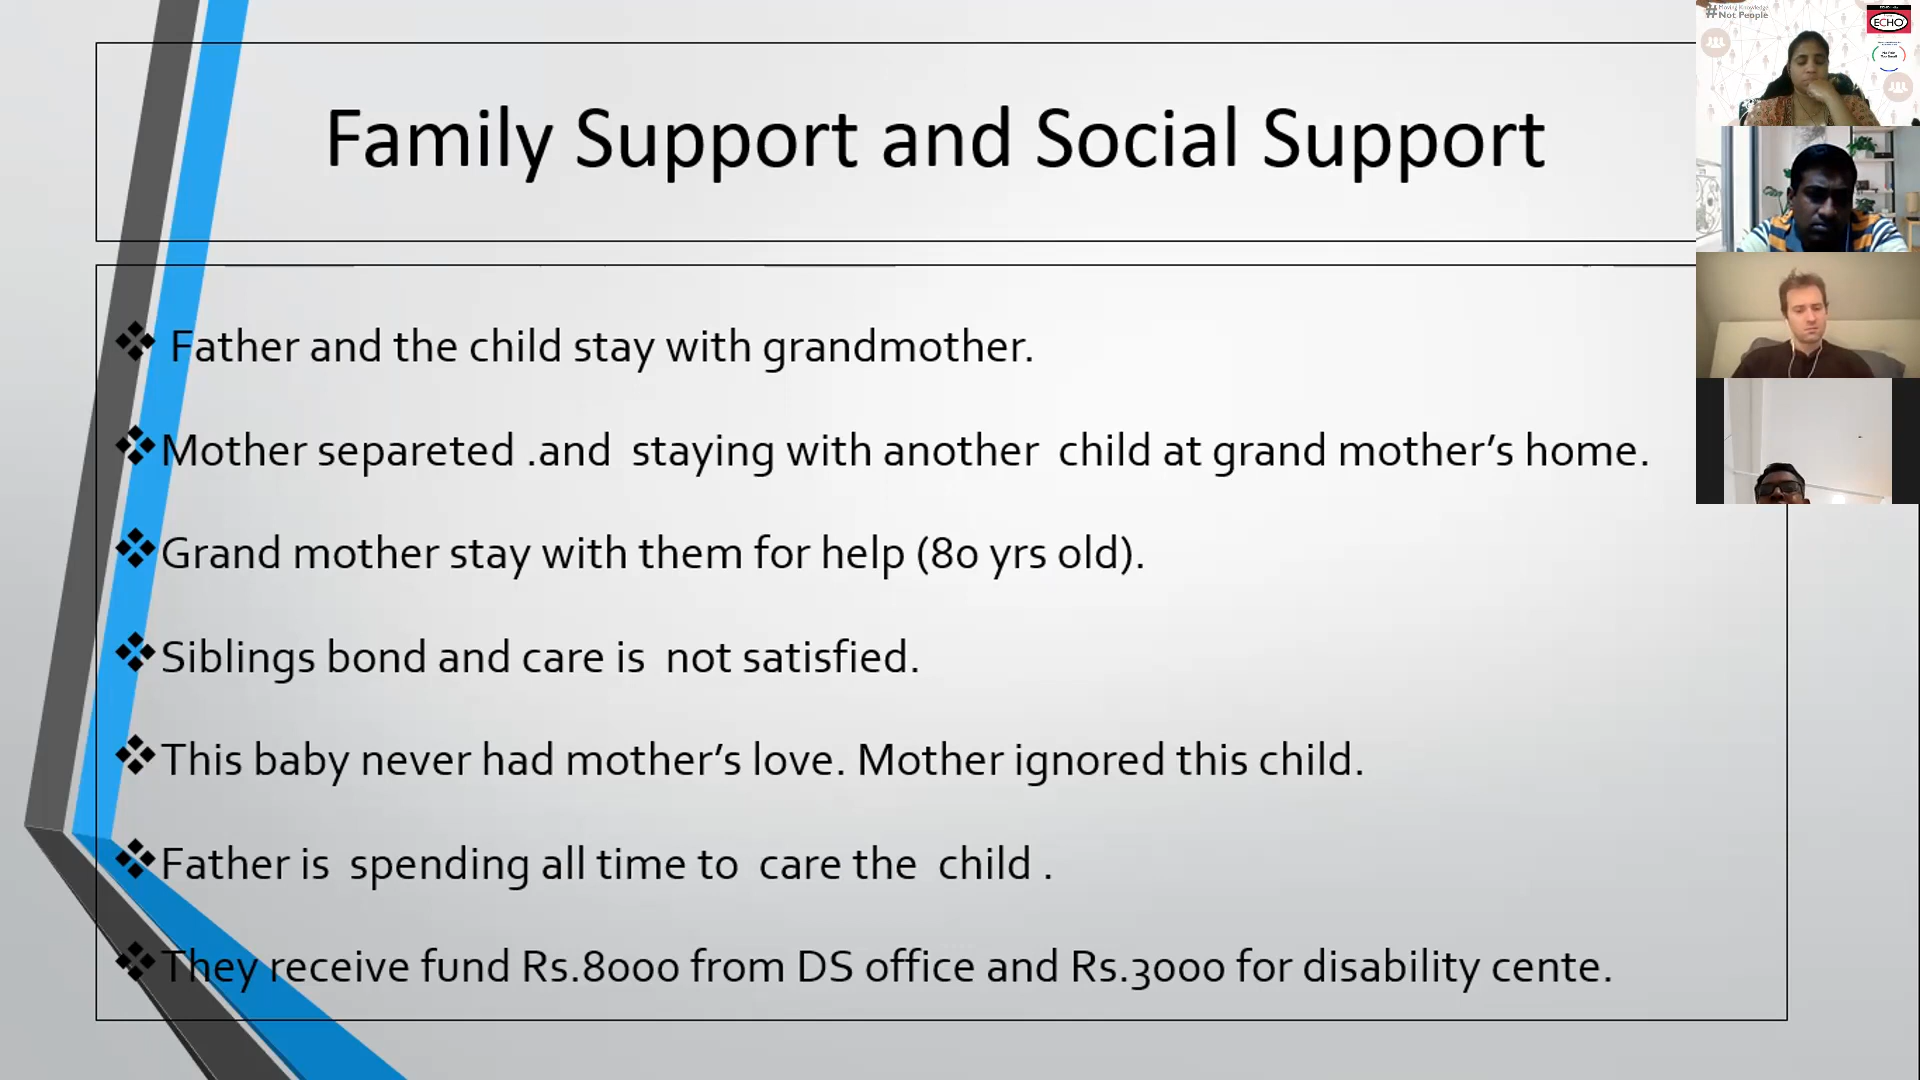 Family Support and Social Support
Father and the child stay with grandmother.
Mother separeted .and staying with another child at grand mother's home.
Grand mother stay with them for help (80 yrs old).
Siblings bond and care is not satisfied.
This baby never had mother's love. Mother ignored this child.
Father is spending all time to care the child .
They receive fund Rs.8000 from DS office and Rs.3000 for disability cente.
#Moving Knowledge
Not People
ECHO